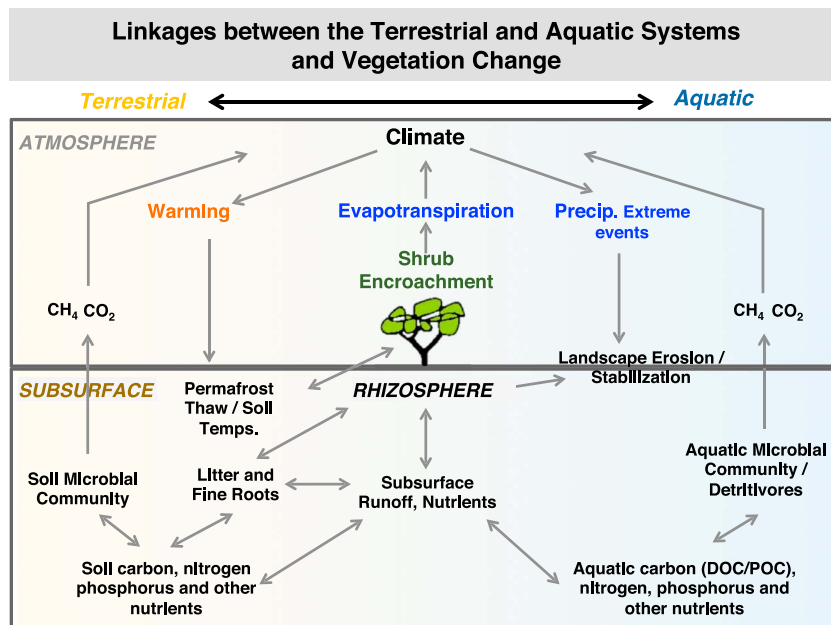 Linkages between the Terrestrial and Aquatic Systems
and Vegetation Change
Terrestrial
Aquatic
ATMOSPHERE
Climate
Warming
Evapotranspiration
Precip. Extreme
events
Shrub
Encroachment
CH₄ CO₂
CH₄ CO₂
Landscape Erosion /
Stabilization
SUBSURFACE
Permafrost
Thaw / Soil
Temps.
RHIZOSPHERE
Soil Microbial
Community
Litter and
Fine Roots
Subsurface
Runoff, Nutrients
Aquatic Microbial
Community /
Detritivores
Soil carbon, nitrogen
phosphorus and other
nutrients
Aquatic carbon (DOC/POC),
nitrogen, phosphorus and
other nutrients